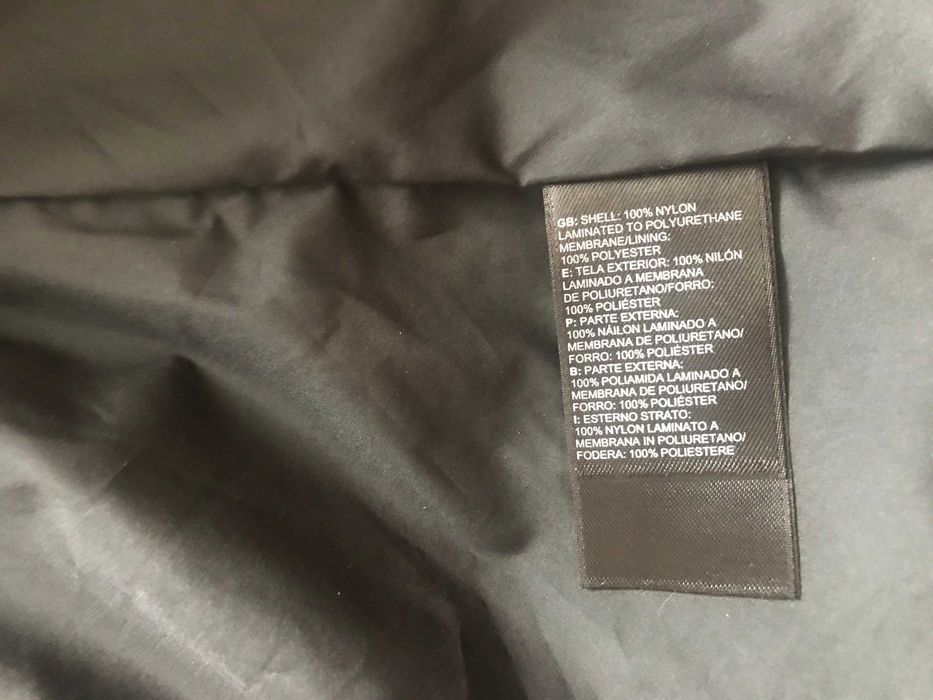 GB: SHELL: 100% NYLON
LAMINATED TO POLYURETHANE
MEMBRANE/LINING:
100% POLYESTER
E: TELA EXTERIOR: 100% NILÓN
LAMINADO A MEMBRANA
DE POLIURETANO/FORRO:
100% POLIÉSTER
P: PARTE EXTERNA:
100% NÁILON LAMINADO A
MEMBRANA DE POLIURETANO/
FORRO: 100% POLIÉSTER
B: PARTE EXTERNA:
100% POLIAMIDA LAMINADO A
MEMBRANA DE POLIURETANO/
FORRO: 100% POLIÉSTER
I: ESTERNO STRATO:
100% NYLON LAMINATO A
MEMBRANA IN POLIURETANO/
FODERA: 100% POLIESTERE